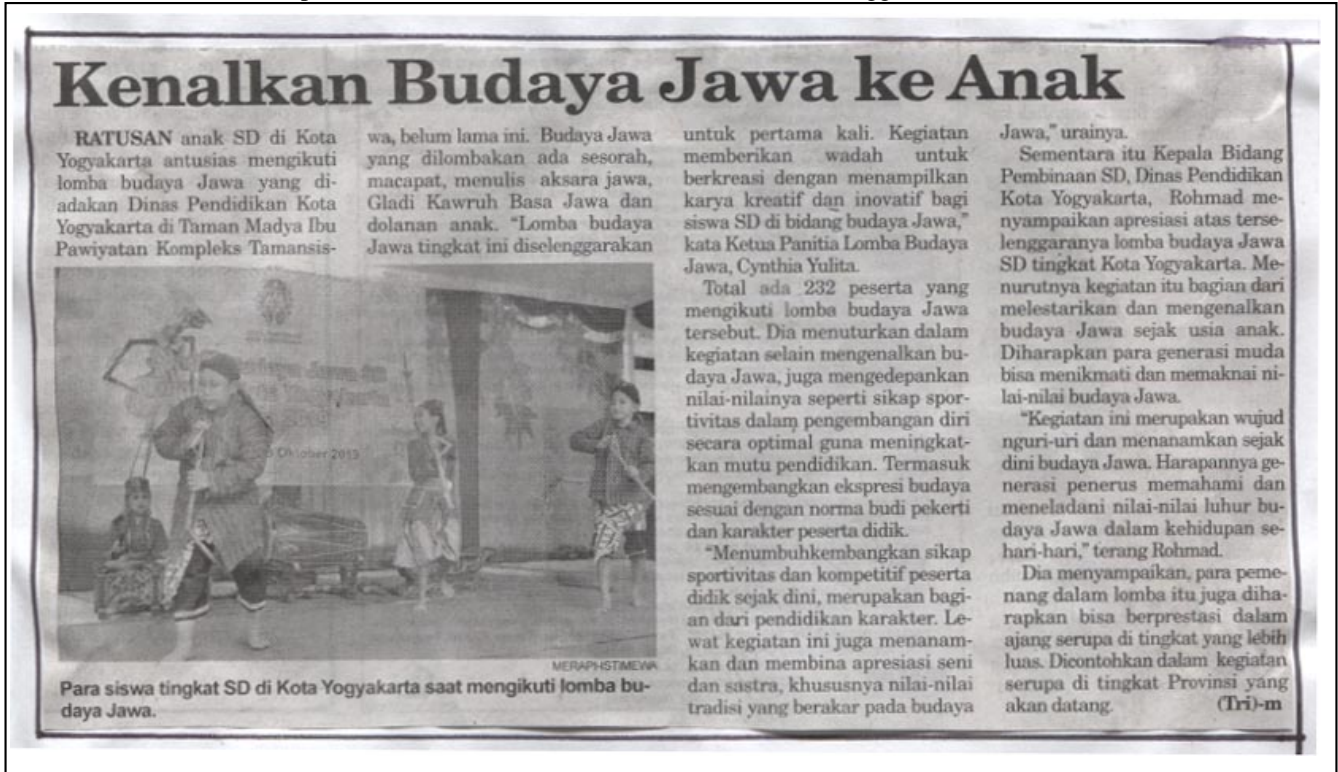 Kenalkan Budaya Jawa ke Anak
RATUSAN anak SD di Kota
Yogyakarta antusias mengikuti
lomba budaya Jawa yang di-
adakan Dinas Pendidikan Kota
Yogyakarta di Taman Madya Ibu
Pawiyatan Kompleks Tamansis-
wa, belum lama ini. Budaya Jawa
yang dilombakan ada sesorah,
macapat, menulis aksara jawa,
Gladi Kawruh Basa Jawa dan
dolanan anak. “Lomba budaya
Jawa tingkat ini diselenggarakan
Oktober 2019
MERAPI-ISTIMEWA
Para siswa tingkat SD di Kota Yogyakarta saat mengikuti lomba bu-
daya Jawa.
untuk pertama kali. Kegiatan
memberikan wadah untuk
berkreasi dengan menampilkan
karya kreatif dan inovatif bagi
siswa SD di bidang budaya Jawa,”
kata Ketua Panitia Lomba Budaya
Jawa, Cynthia Yulita.
Total ada 232 peserta yang
mengikuti lomba budaya Jawa
tersebut. Dia menuturkan dalam
kegiatan selain mengenalkan bu-
daya Jawa, juga mengedepankan
nilai-nilainya seperti sikap spor-
tivitas dalam pengembangan diri
secara optimal guna meningkat-
kan mutu pendidikan. Termasuk
mengembangkan ekspresi budaya
sesuai dengan norma budi pekerti
dan karakter peserta didik.
“Menumbuhkembangkan sikap
sportivitas dan kompetitif peserta
didik sejak dini, merupakan bagi-
an dari pendidikan karakter. Le-
wat kegiatan ini juga menanam-
kan dan membina apresiasi seni
dan sastra, khususnya nilai-nilai
tradisi yang berakar pada budaya
Jawa,” urainya.
Sementara itu Kepala Bidang
Pembinaan SD, Dinas Pendidikan
Kota Yogyakarta, Rohmad me-
nyampaikan apresiasi atas terse-
lenggaranya lomba budaya Jawa
SD tingkat Kota Yogyakarta. Me-
nurutnya kegiatan itu bagian dari
melestarikan dan mengenalkan
budaya Jawa sejak usia anak.
Diharapkan para generasi muda
bisa menikmati dan memaknai ni-
lai-nilai budaya Jawa.
“Kegiatan ini merupakan wujud
nguri-uri dan menanamkan sejak
dini budaya Jawa. Harapannya ge-
nerasi penerus memahami dan
meneladani nilai-nilai luhur bu-
daya Jawa dalam kehidupan se-
hari-hari,” terang Rohmad.
Dia menyampaikan, para peme-
nang dalam lomba itu juga diha-
rapkan bisa berprestasi dalam
ajang serupa di tingkat yang lebih
luas. Dicontohkan dalam kegiatan
serupa di tingkat Provinsi yang
akan datang. (Tri)-m